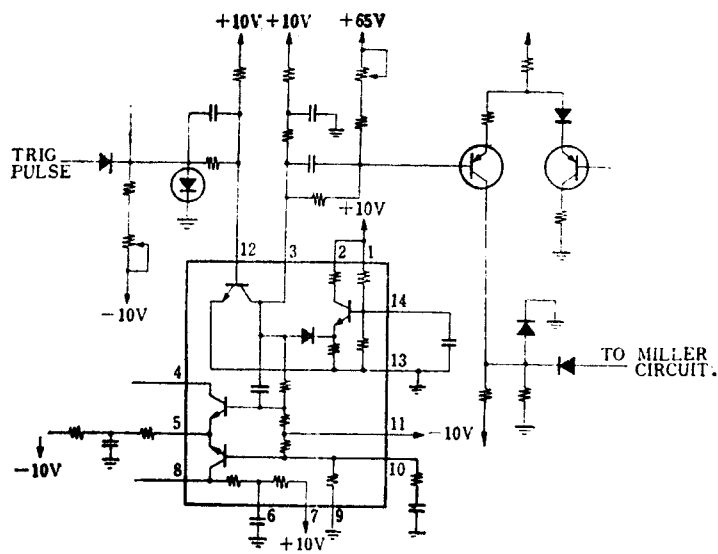 +10V +10V +65V
TRIG
PULSE
+10V
12 3 2 1
-10V
14
13
TO MILLER
CIRCUIT.
4
5
11
-10V
-10V
8
10
6 7 9
+10V